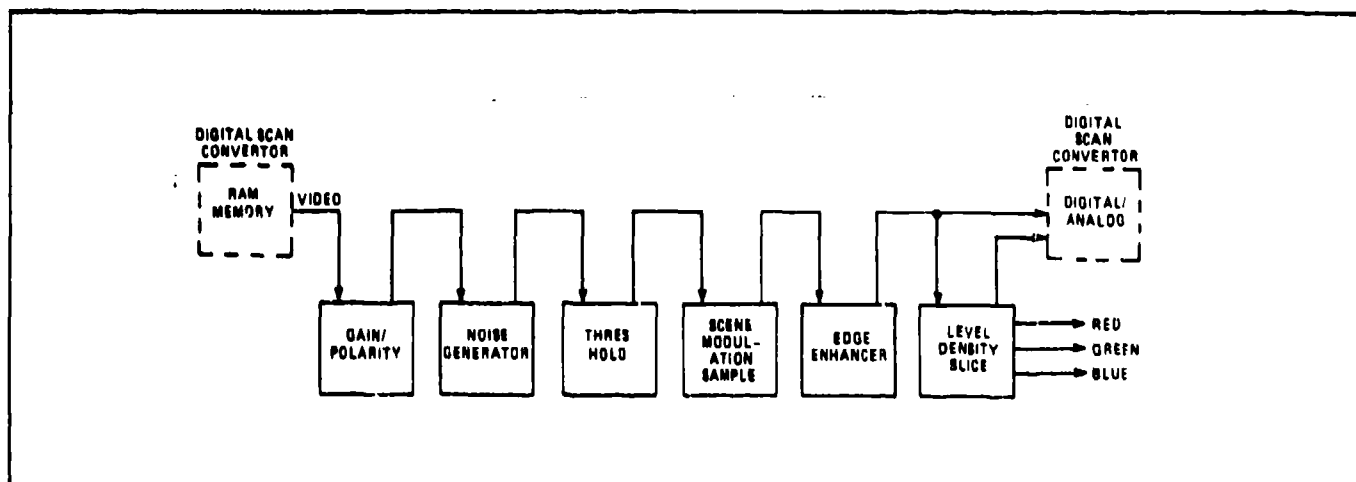 DIGITAL SCAN
CONVERTOR
RAM
MEMORY
VIDEO
GAIN/
POLARITY
NOISE
GENERATOR
THRES
HOLD
SCENE
MODUL-
ATION
SAMPLE
EDGE
ENHANCER
LEVEL
DENSITY
SLICE
DIGITAL
SCAN
CONVERTOR
DIGITAL/
ANALOG
RED
GREEN
BLUE